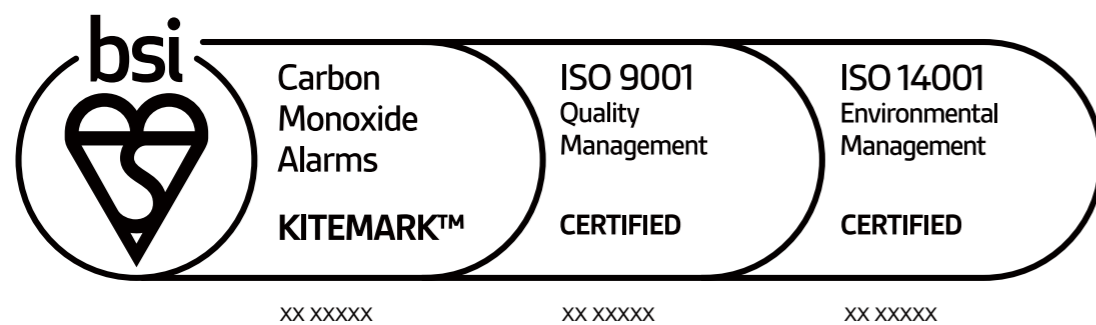 bsi
Carbon
Monoxide
Alarms
KITEMARK™
XX XXXXX
ISO 9001
Quality
Management
CERTIFIED
XX XXXXX
ISO 14001
Environmental
Management
CERTIFIED
XX XXXXX